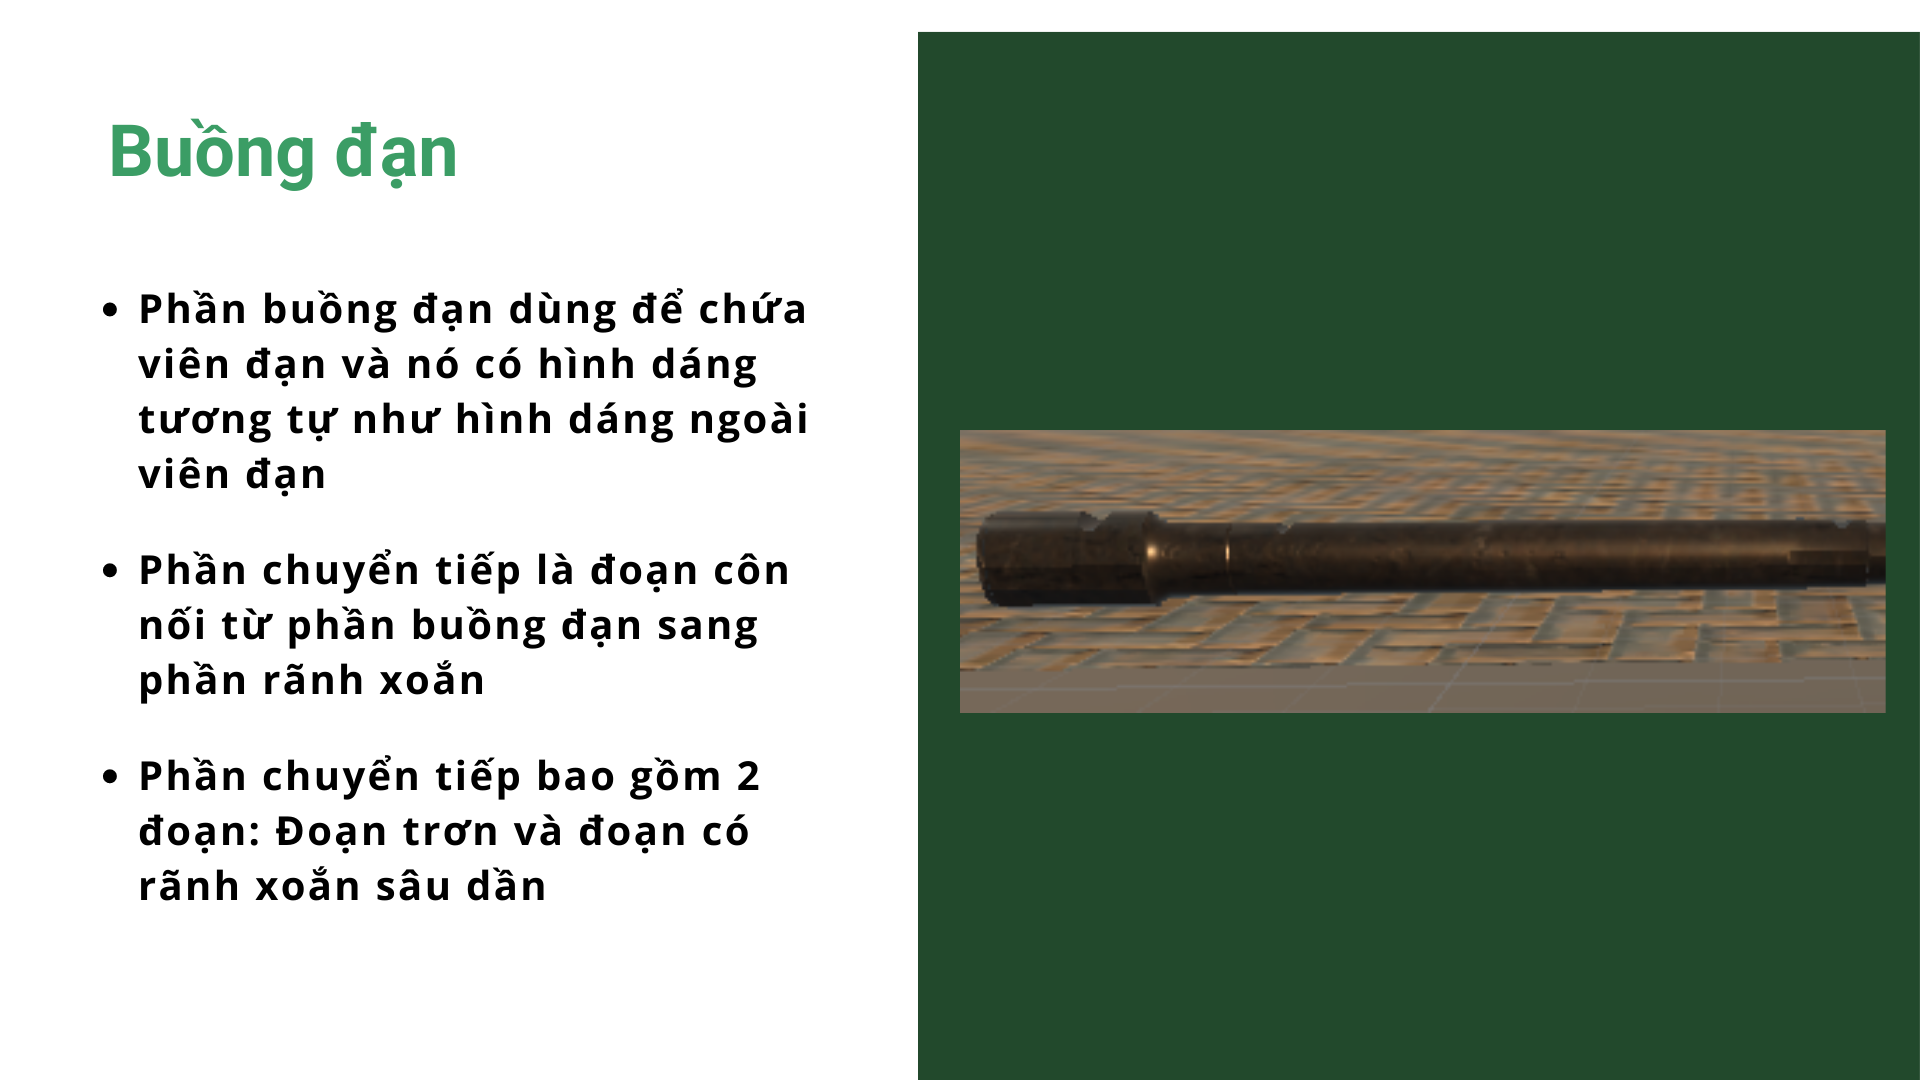 Buồng đạn
• Phần buồng đạn dùng để chứa
viên đạn và nó có hình dáng
tương tự như hình dáng ngoài
viên đạn
• Phần chuyển tiếp là đoạn côn
nối từ phần buồng đạn sang
phần rãnh xoắn
• Phần chuyển tiếp bao gồm 2
đoạn: Đoạn trơn và đoạn có
rãnh xoắn sâu dần